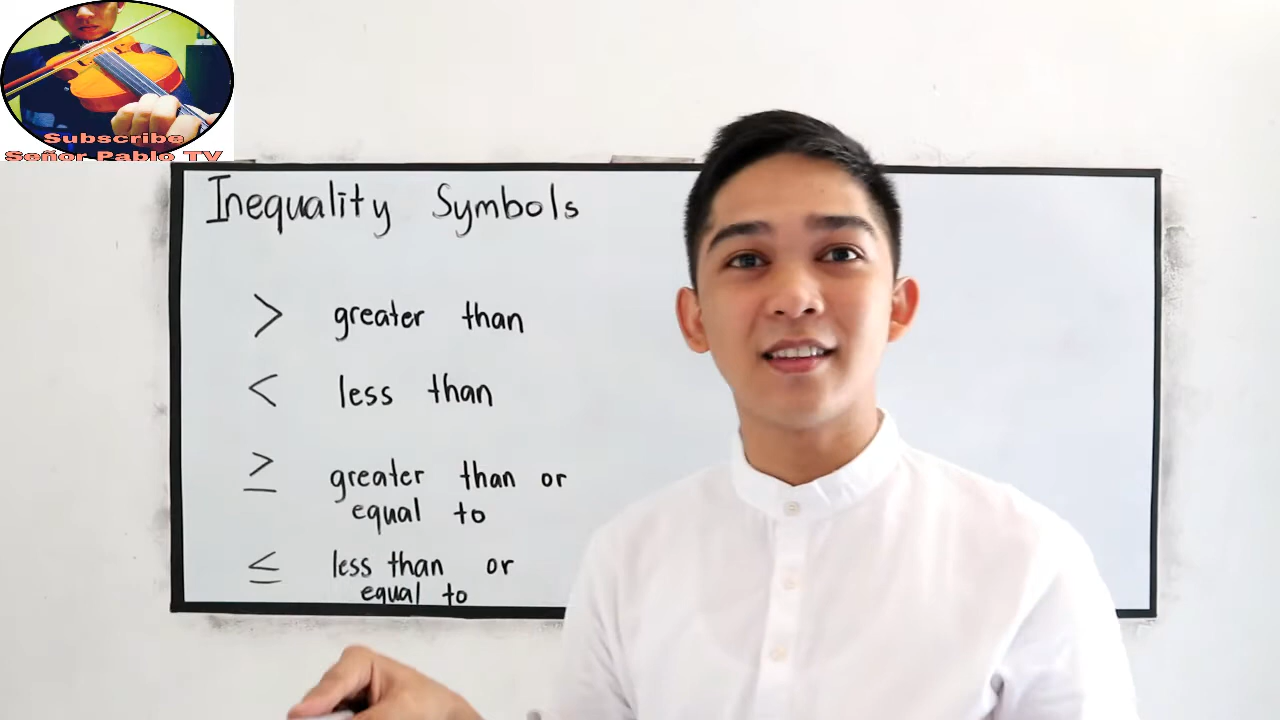 Subscribe
Señor Pablo TV
Inequality Symbols
> greater than
< less than
≥ greater than or
equal to
≤ less than or
equal to